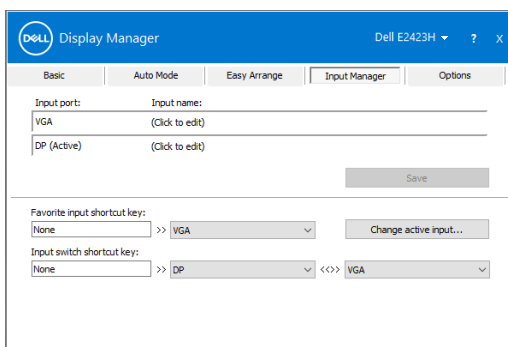 DELL Display Manager Dell E2423H ? X
Basic Auto Mode Easy Arrange Input Manager Options
Input port: Input name:
VGA (Click to edit)
DP (Active) (Click to edit)
Save
Favorite input shortcut key:
None >> VGA Change active input...
Input switch shortcut key:
None >> DP <<>> VGA